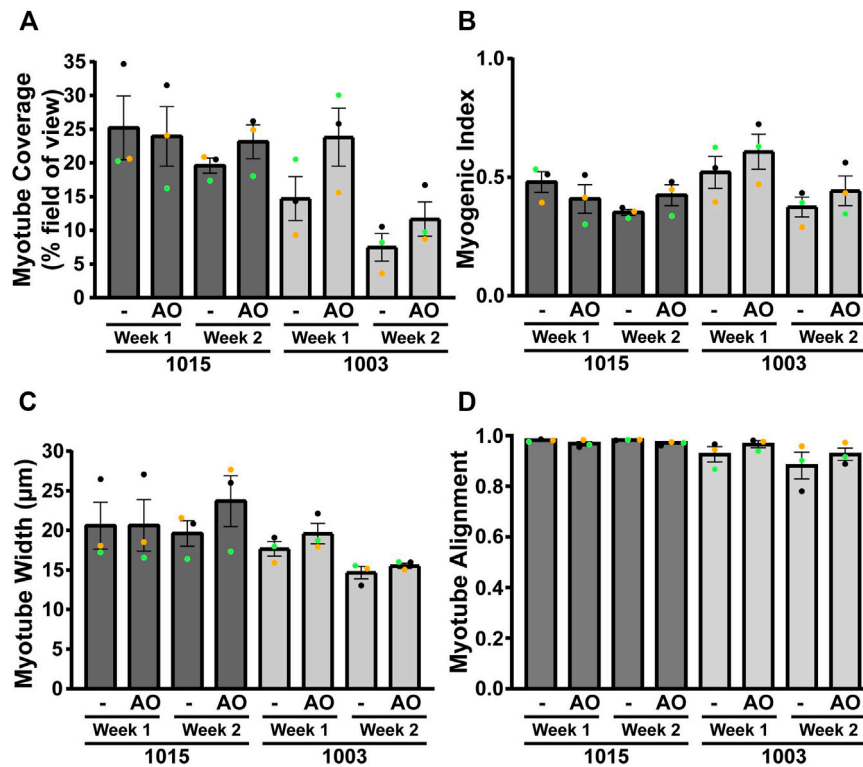 A
Myotube Coverage
(% field of view)
35
30
25
20
15
10
5
0
- AO - AO - AO - AO
Week 1 Week 2 Week 1 Week 2
1015 1003
B
Myogenic Index
1.0
0.5
0.0
- AO - AO - AO - AO
Week 1 Week 2 Week 1 Week 2
1015 1003
C
Myotube Width (µm)
30
25
20
15
10
5
0
- AO - AO - AO - AO
Week 1 Week 2 Week 1 Week 2
1015 1003
D
Myotube Alignment
1.0
0.8
0.6
0.4
0.2
0.0
- AO - AO - AO - AO
Week 1 Week 2 Week 1 Week 2
1015 1003